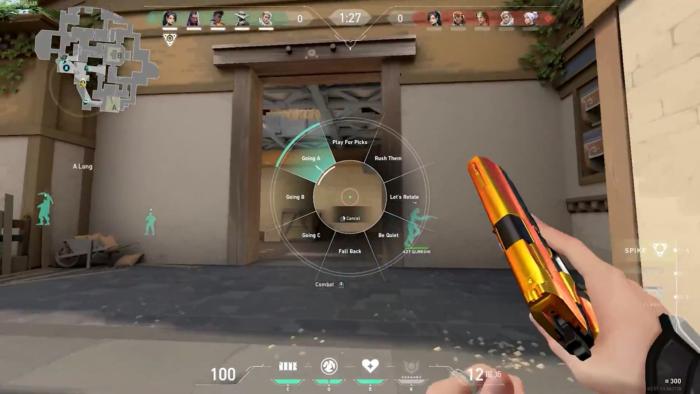 0
1:27
0
A
A Long
Play For Picks
Going A
Rush Them
Going B
Let's Rotate
Cancel
Going C
Be Quiet
Fall Back
Combat
SPIKE
100
12
C
Q
E
X
300